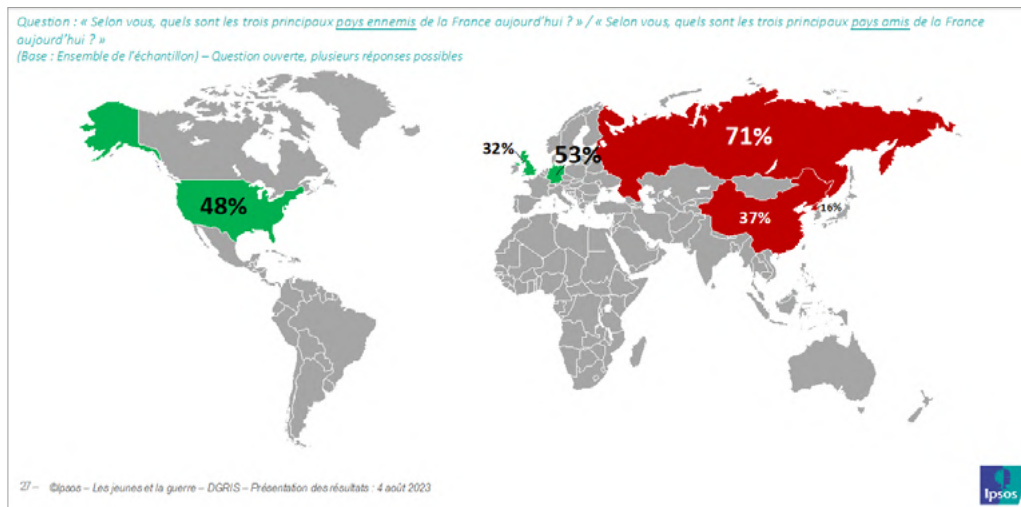 Question : « Selon vous, quels sont les trois principaux pays ennemis de la France aujourd'hui ? » / « Selon vous, quels sont les trois principaux pays amis de la France
aujourd'hui ? »
(Base : Ensemble de l'échantillon) – Question ouverte, plusieurs réponses possibles
71%
32%
53%
48%
37%
16%
27 – ©Ipsos – Les jeunes et la guerre – DGRIS – Présentation des résultats : 4 août 2023
Ipsos